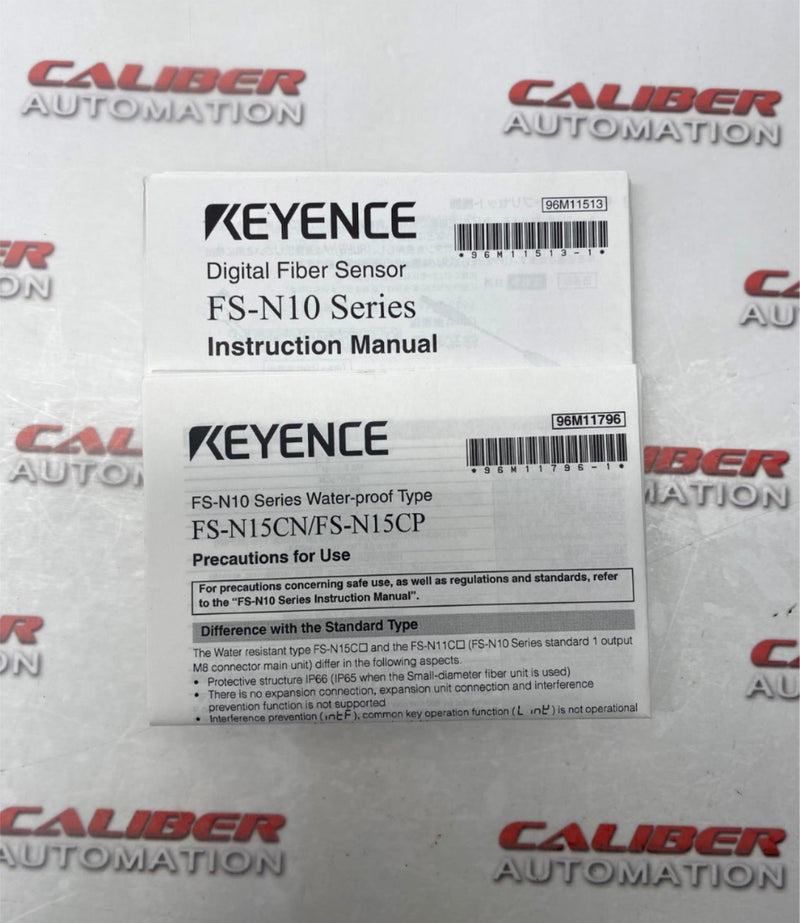 CALIBER
AUTOMATION
CALIBER
AUTOMATION
KEYENCE
96M11513
*96M11513-1*
Digital Fiber Sensor
FS-N10 Series
Instruction Manual
KEYENCE
96M11796
*96M11796-1*
FS-N10 Series Water-proof Type
FS-N15CN/FS-N15CP
Precautions for Use
For precautions concerning safe use, as well as regulations and standards, refer
to the “FS-N10 Series Instruction Manual”.
Difference with the Standard Type
The Water resistant type FS-N15C□ and the FS-N11C□ (FS-N10 Series standard 1 output
M8 connector main unit) differ in the following aspects.
• Protective structure IP66 (IP65 when the Small-diameter fiber unit is used)
• There is no expansion connection, expansion unit connection and interference
prevention function is not supported
• Interference prevention (intF), common key operation function (L inY) is not operational
CALIBER
AUTOMATION
CALIBER
AUTOMATION